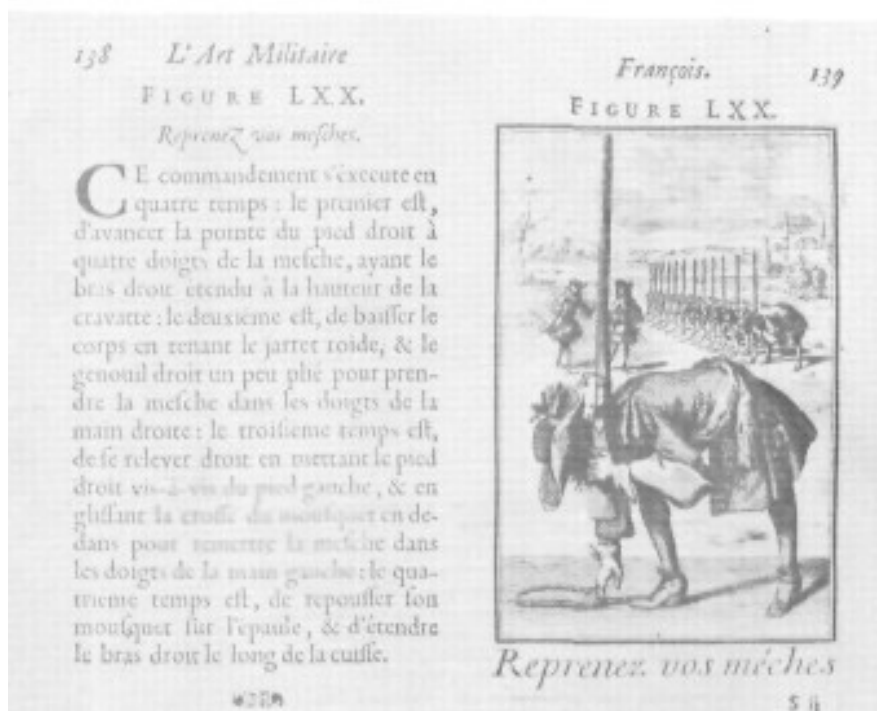 138 L'Art Militaire
FIGURE LXX.
Reprenez vos mesches.
CE commandement s'execute en
quatre temps : le premier est,
d'avancer la pointe du pied droit à
quatre doigts de la mesche, ayant le
bras droit étendu à la hauteur de la
cravatte : le deuxiéme est, de baisser le
corps en tenant le jarret roide, & le
genouil droit un peu plié pour pren-
dre la mesche dans les doigts de la
main droite : le troisieme temps est,
de se relever droit en mettant le pied
droit vis-à-vis du pied gauche, & en
glissant la crosse du mousquet en de-
dans pour remettre la mesche dans
les doigts de la main gauche : le qua-
trieme temps est, de repousser son
mousquet sur l'epaule, & d'étendre
le bras droit le long de la cuisse.
François. 139
FIGURE LXX.
Reprenez vos méches
S ij